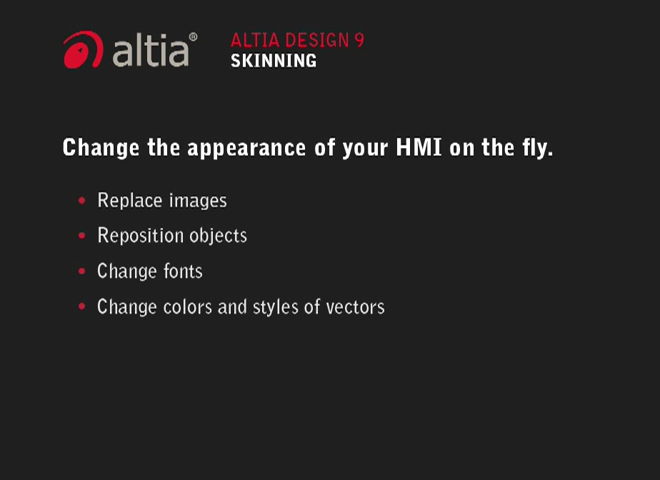 altia®
ALTIA DESIGN 9
SKINNING
Change the appearance of your HMI on the fly.
• Replace images
• Reposition objects
• Change fonts
• Change colors and styles of vectors